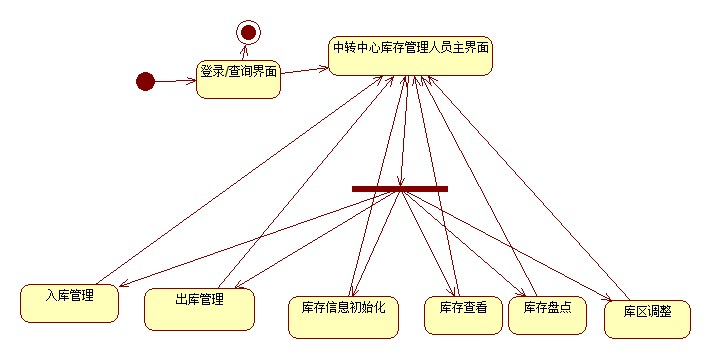 中转中心库存管理人员主界面
登录/查询界面
入库管理
出库管理
库存信息初始化
库存查看
库存盘点
库区调整